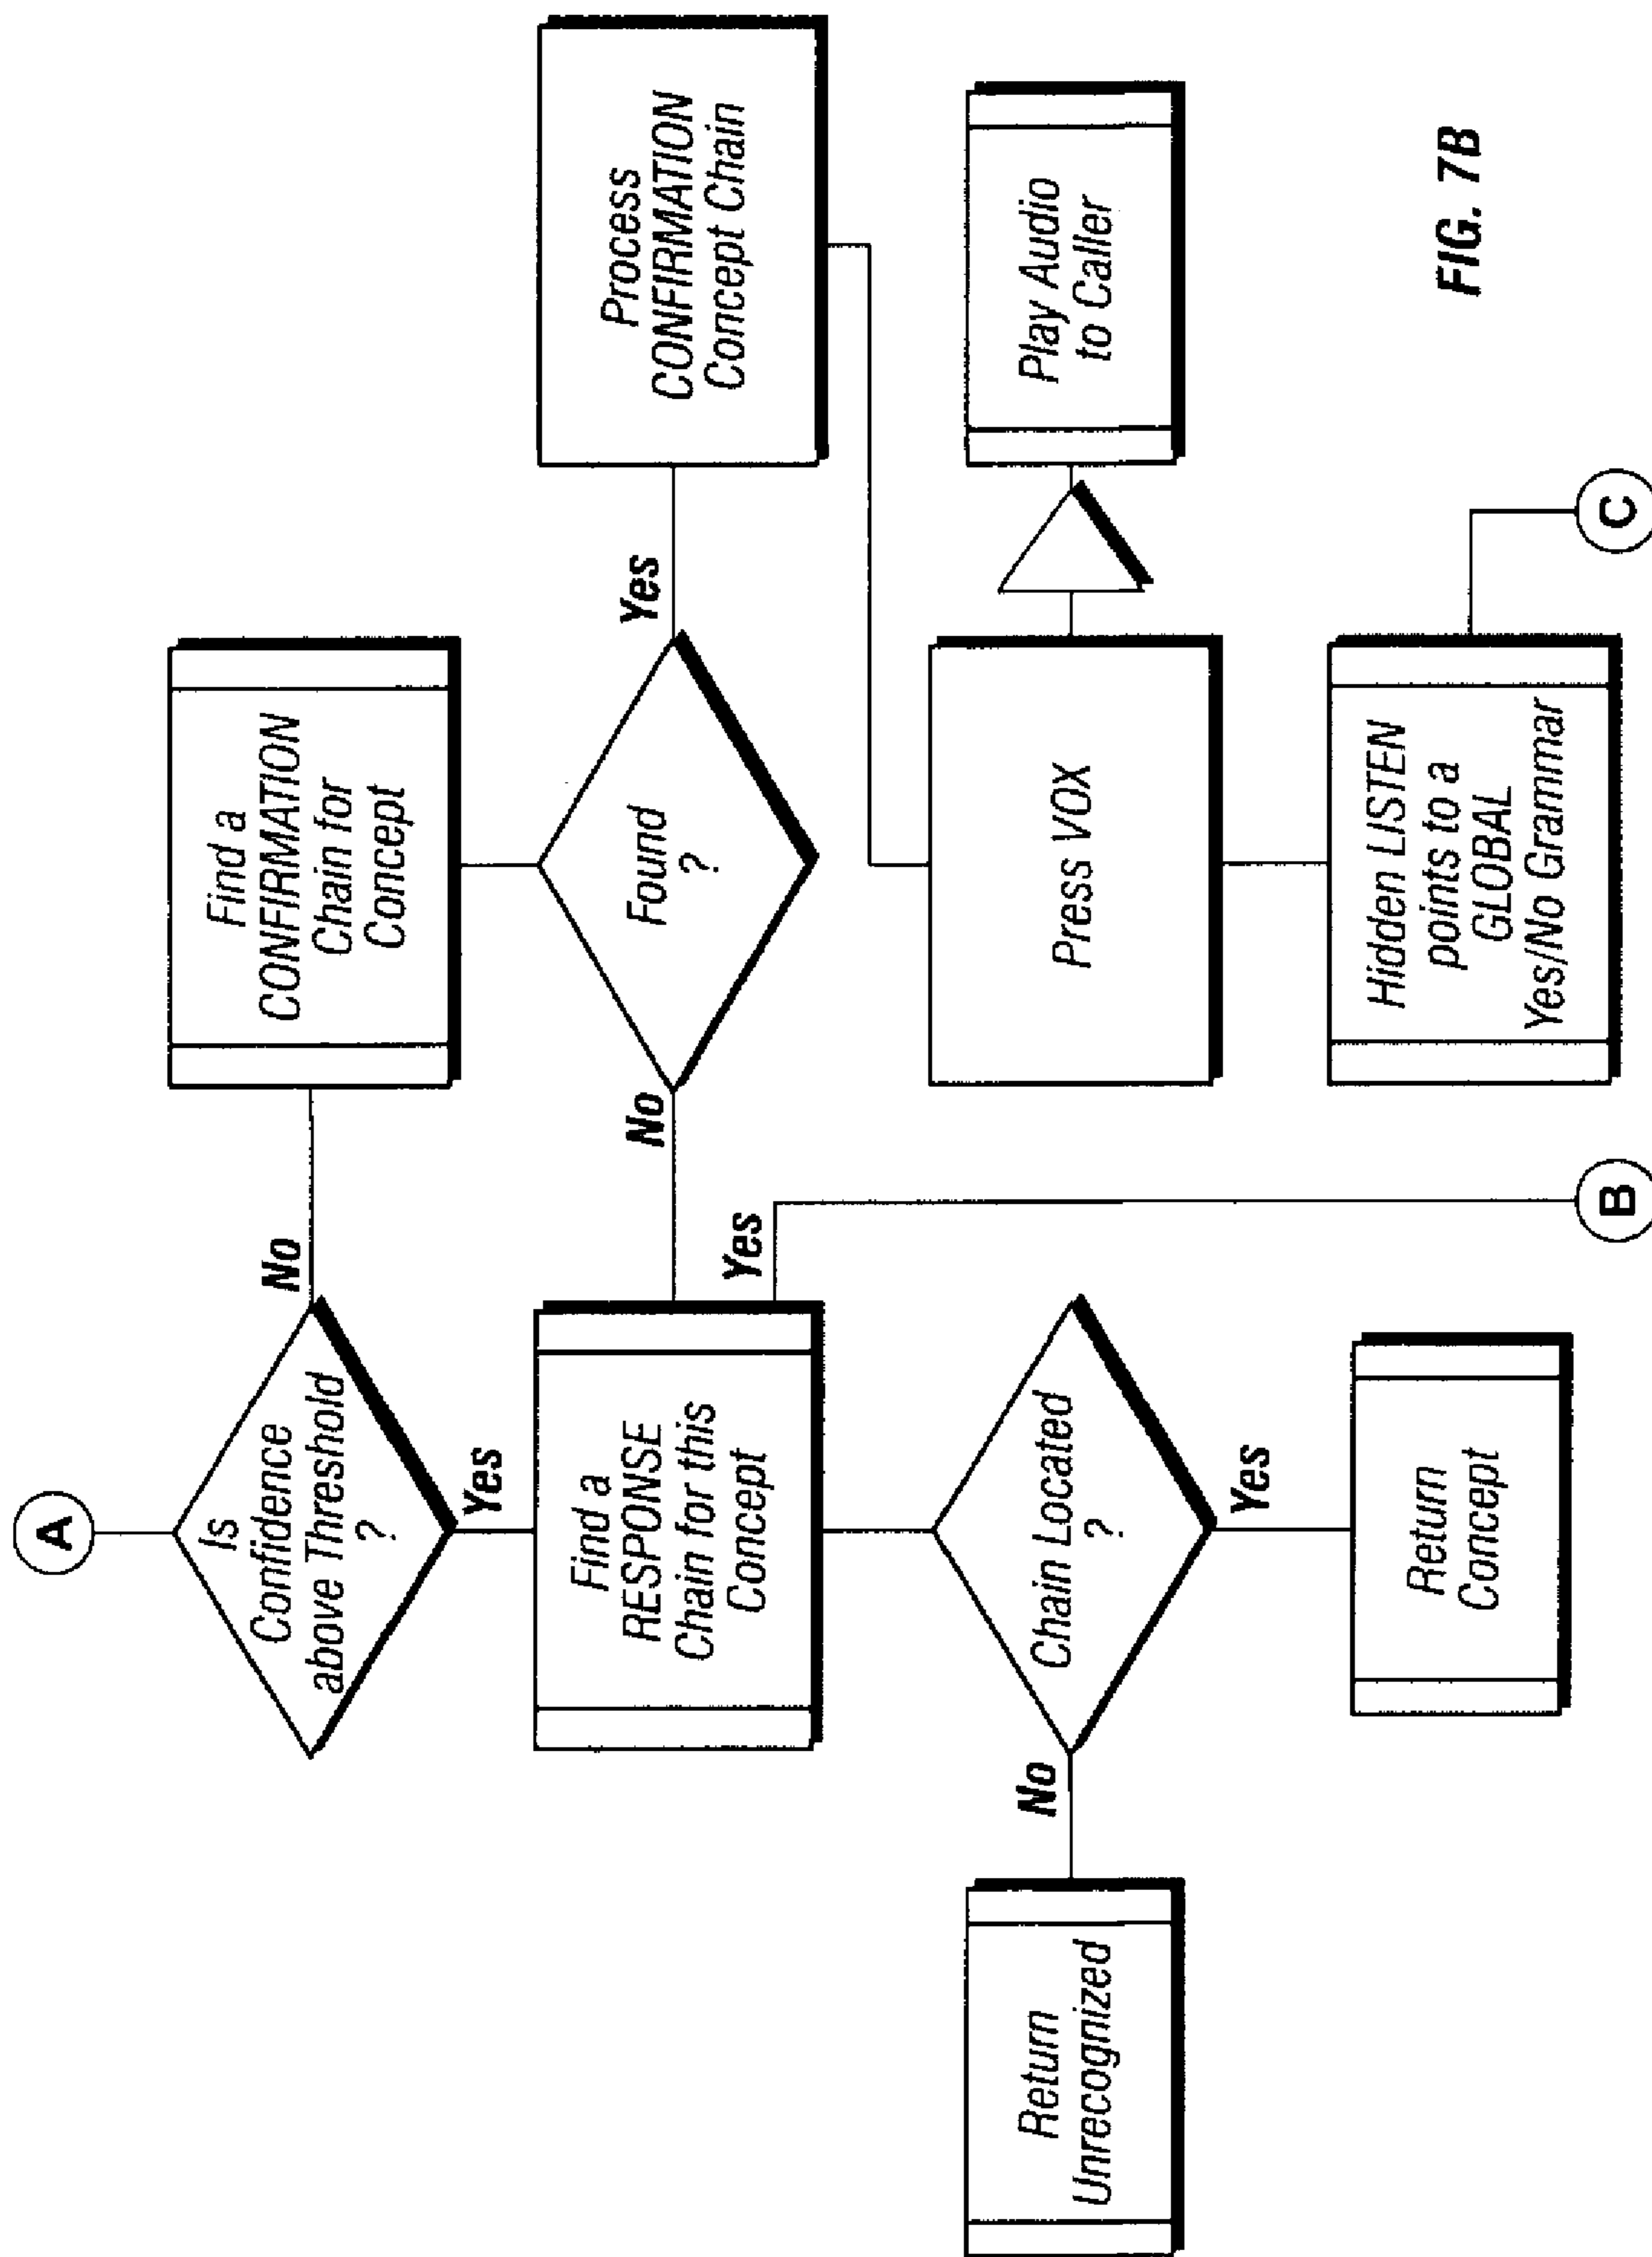 A
Is
Confidence
above Threshold
?
No
Yes
Find a
CONFIRMATION
Chain for
Concept
Found
?
No
Yes
Process
CONFIRMATION
Concept Chain
Find a
RESPONSE
Chain for this
Concept
Yes
B
Chain Located
?
No
Yes
Return
Unrecognized
Return
Concept
Press VOX
Play Audio
to Caller
Hidden LISTEN
points to a
GLOBAL
Yes/No Grammar
C
FIG. 7B